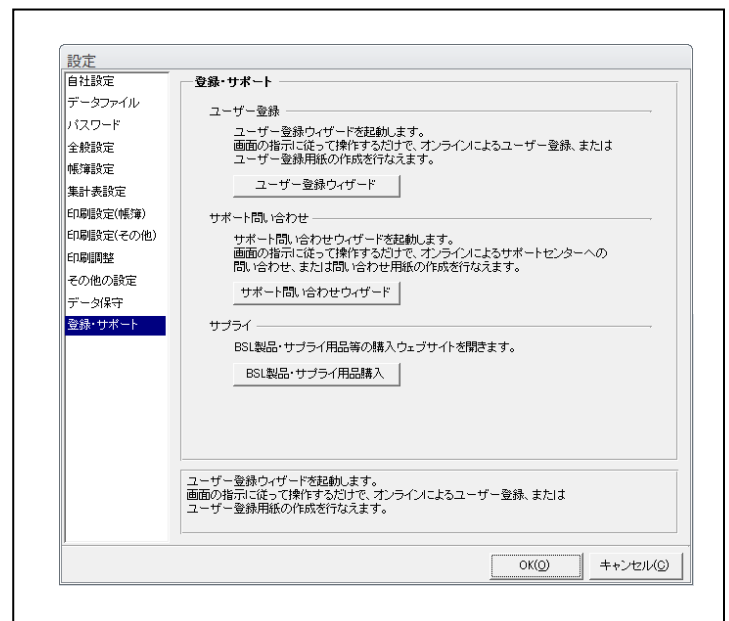 設定
自社設定
データファイル
パスワード
全般設定
帳簿設定
集計表設定
印刷設定(帳簿)
印刷設定(その他)
印刷調整
その他の設定
データ保守
登録・サポート
登録・サポート
ユーザー登録
ユーザー登録ウィザードを起動します。
画面の指示に従って操作するだけで、オンラインによるユーザー登録、または
ユーザー登録用紙の作成を行なえます。
ユーザー登録ウィザード
サポート問い合わせ
サポート問い合わせウィザードを起動します。
画面の指示に従って操作するだけで、オンラインによるサポートセンターへの
問い合わせ、または問い合わせ用紙の作成を行なえます。
サポート問い合わせウィザード
サプライ
BSL製品・サプライ用品等の購入ウェブサイトを開きます。
BSL製品・サプライ用品購入
ユーザー登録ウィザードを起動します。
画面の指示に従って操作するだけで、オンラインによるユーザー登録、または
ユーザー登録用紙の作成を行なえます。
OK(O) キャンセル(C)